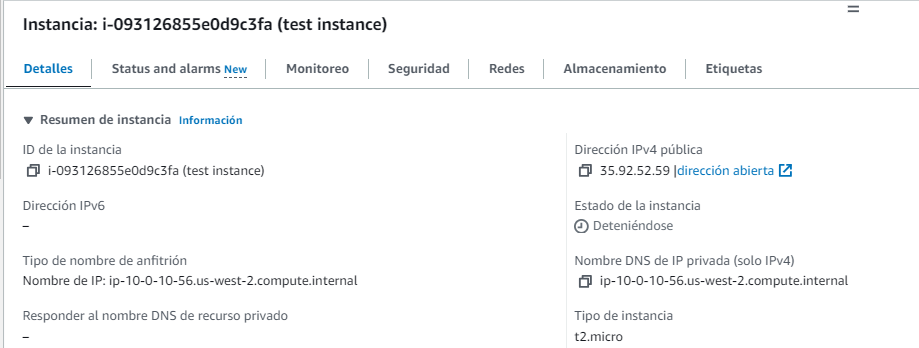 Instancia: i-093126855e0d9c3fa (test instance)
Detalles
Status and alarms New
Monitoreo
Seguridad
Redes
Almacenamiento
Etiquetas
Resumen de instancia Información
ID de la instancia
i-093126855e0d9c3fa (test instance)
Dirección IPv4 pública
35.92.52.59 |dirección abierta
Dirección IPv6
–
Estado de la instancia
Deteniéndose
Tipo de nombre de anfitrión
Nombre de IP: ip-10-0-10-56.us-west-2.compute.internal
Nombre DNS de IP privada (solo IPv4)
ip-10-0-10-56.us-west-2.compute.internal
Responder al nombre DNS de recurso privado
–
Tipo de instancia
t2.micro